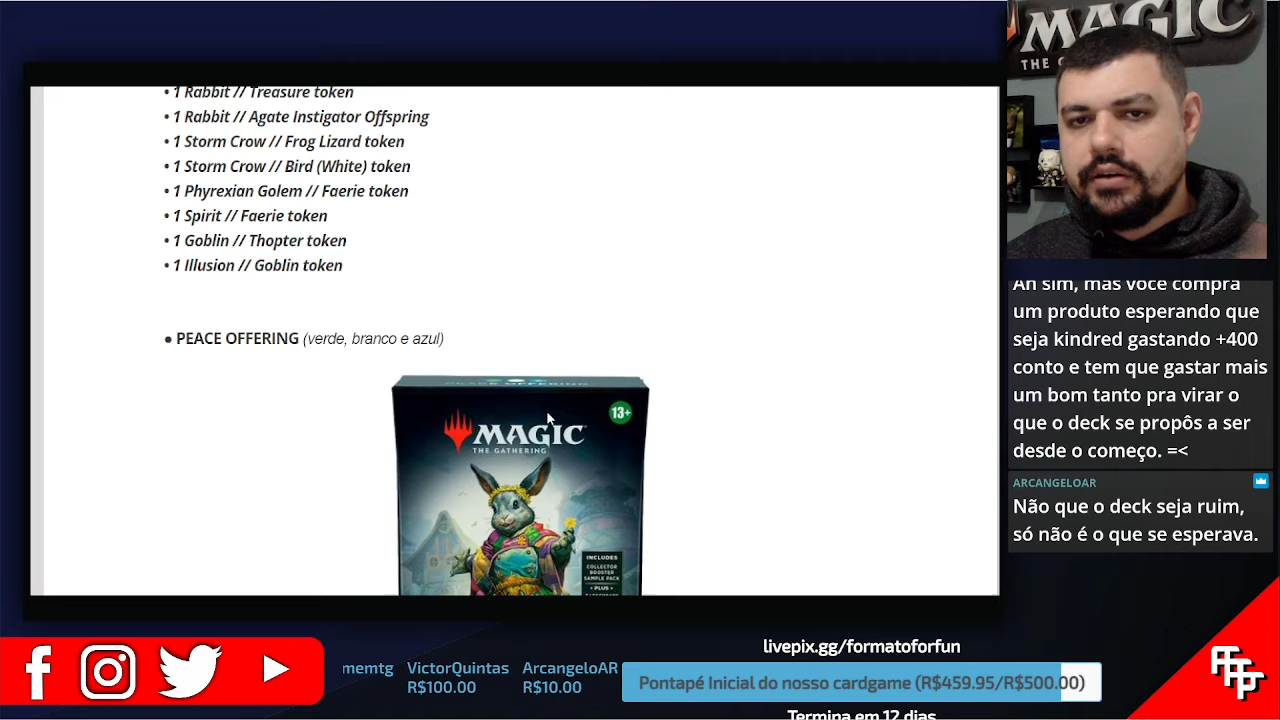 • 1 Rabbit // Treasure token
• 1 Rabbit // Agate Instigator Offspring
• 1 Storm Crow // Frog Lizard token
• 1 Storm Crow // Bird (White) token
• 1 Phyrexian Golem // Faerie token
• 1 Spirit // Faerie token
• 1 Goblin // Thopter token
• 1 Illusion // Goblin token
● PEACE OFFERING (verde, branco e azul)
PEACE OFFERING
13+
MAGIC
THE GATHERING
INCLUDES
COLLECTOR
BOOSTER
SAMPLE PACK
• PLUS •
MAGIC
THE G
Ah sim, mas você compra
um produto esperando que
seja kindred gastando +400
conto e tem que gastar mais
um bom tanto pra virar o
que o deck se propôs a ser
desde o começo. =<
ARCANGELOAR
Não que o deck seja ruim,
só não é o que se esperava.
livepix.gg/formatoforfun
memtg VictorQuintas ArcangeloAR
R$100.00 R$10.00
Pontapé Inicial do nosso cardgame (R$459.95/R$500.00)
Termina em 12 dias